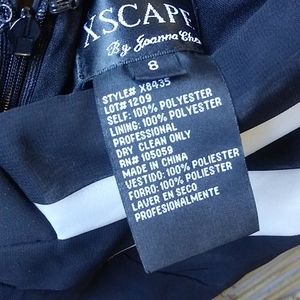 XSCAPE
By Joanna Chen
8
STYLE# X8435
LOT# 1209
SELF: 100% POLYESTER
LINING: 100% POLYESTER
PROFESSIONAL
DRY CLEAN ONLY
RN# 105059
MADE IN CHINA
VESTIDO: 100% POLIESTER
FORRO: 100% POLIESTER
LAVER EN SECO
PROFESIONALMENTE